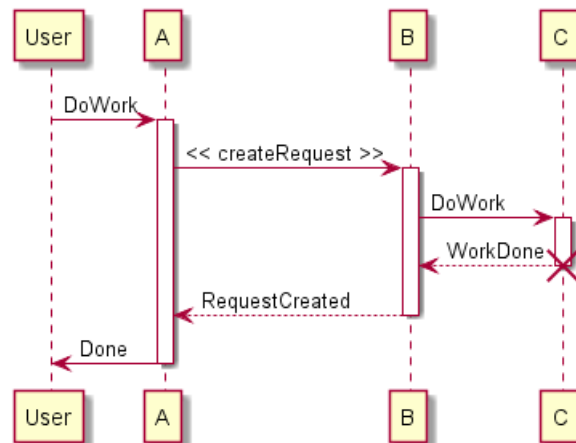 User A B C
DoWork
<< createRequest >>
DoWork
WorkDone
RequestCreated
Done
User A B C